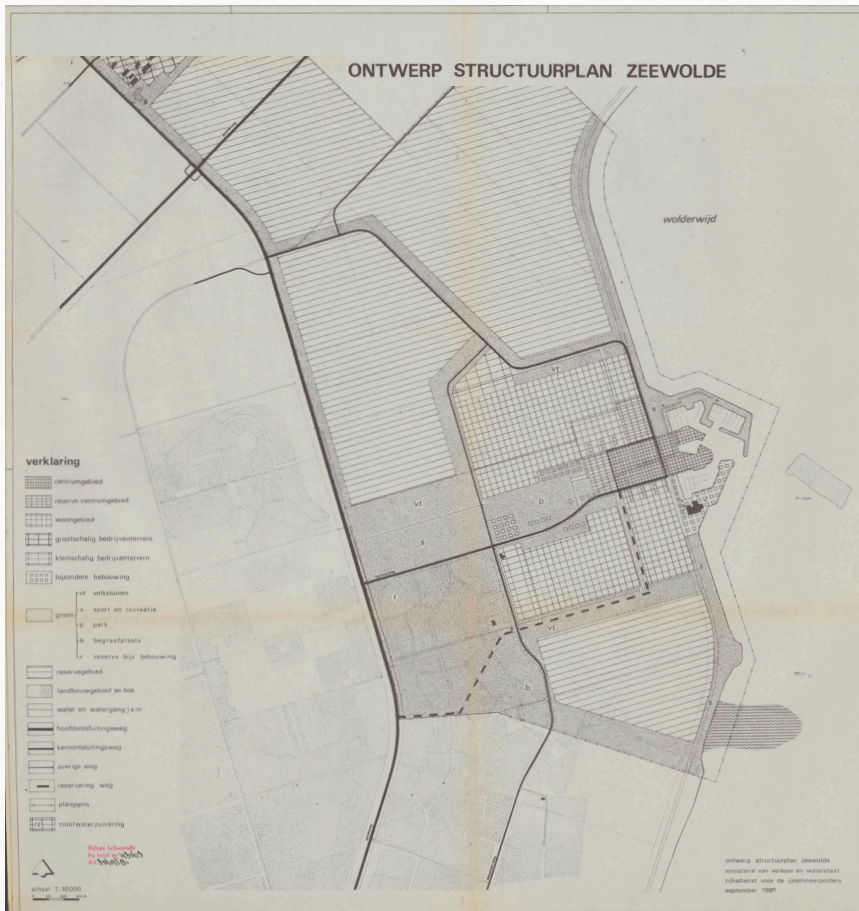 ONTWERP STRUCTUURPLAN ZEEWOLDE
wolderwijd
vt
p
vt
s
r
vt
b
verklaring
centrumgebied
reserve centrumgebied
woongebied
grootschalig bedrijventerrein
kleinschalig bedrijventerrein
bijzondere bebouwing
groen
vt volkstuinen
s sport en recreatie
p park
b begraafplaats
r reserve bijz bebouwing
reservegebied
landbouwgebied en bos
water en watergang j.s.m
hoofdontsluitingsweg
kernontsluitingsweg
overige weg
reservering weg
plangrens
rioolwaterzuivering
Bijlage behorende
schaal 1:10000
ontwerp structuurplan zeewolde
ministerie van verkeer en waterstaat
rijksdienst voor de ijsselmeerpolders
september 1981